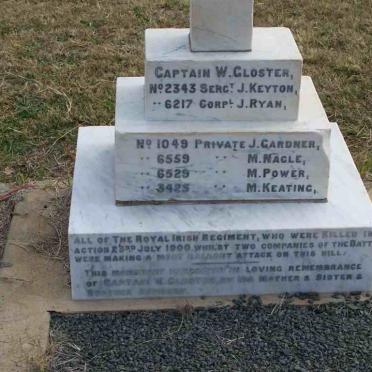 CAPTAIN W. GLOSTER,
No 2343 SERGT J. KEYTON,
" 6217 CORPL J. RYAN,
No 1049 PRIVATE J. GARDNER,
" 6559 " M. NAGLE,
" 6529 " M. POWER,
" 3425 " M. KEATING,
ALL OF THE ROYAL IRISH REGIMENT, WHO WERE KILLED IN
ACTION 23RD JULY 1900, WHILST TWO COMPANIES OF THE BATT
WERE MAKING A MOST GALLANT ATTACK ON THIS HILL.
THIS MONUMENT IS ERECTED IN LOVING REMEMBRANCE
OF CAPTAIN W. GLOSTER, BY HIS MOTHER & SISTER &
BROTHER